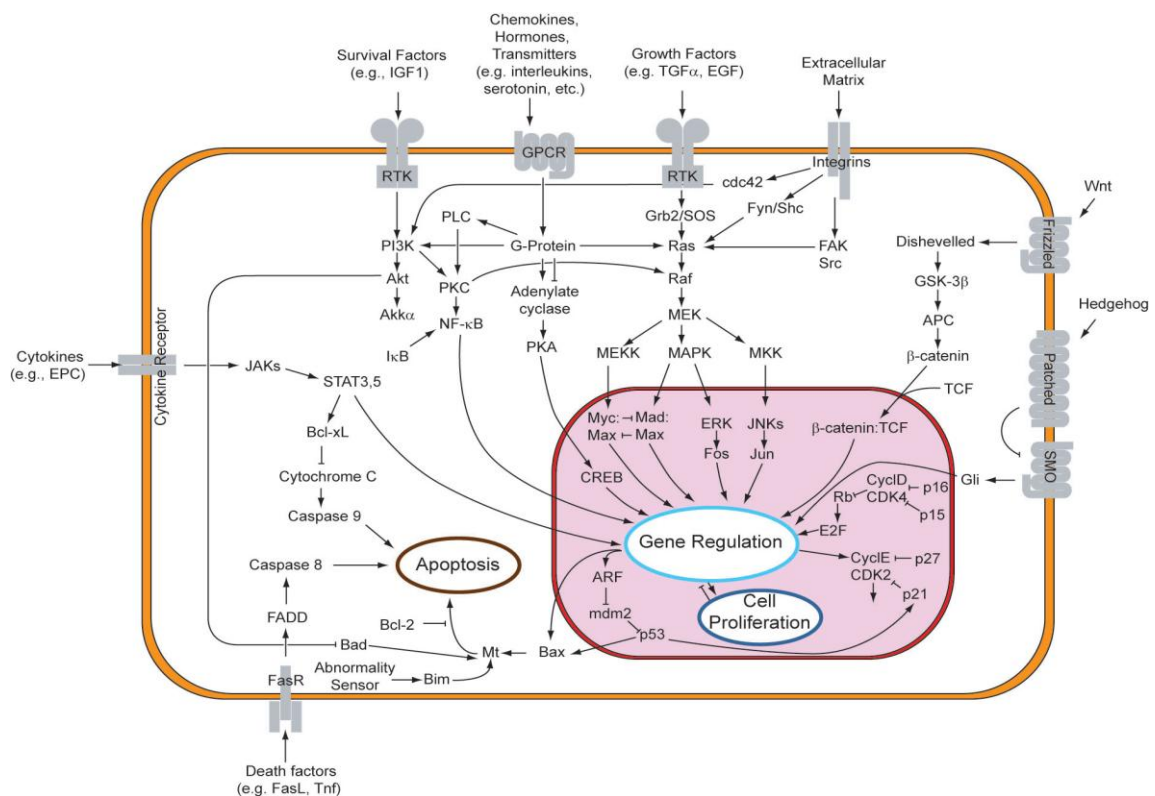 Chemokines,
Hormones,
Transmitters
(e.g. interleukins,
serotonin, etc.)
Survival Factors
(e.g., IGF1)
Growth Factors
(e.g. TGFα, EGF)
Extracellular
Matrix
GPCR
Integrins
RTK
RTK
cdc42
Wnt
Fyn/Shc
Grb2/SOS
PLC
Frizzled
PI3K
G-Protein
Ras
FAK
Src
Dishevelled
Akt
PKC
Adenylate
cyclase
Raf
GSK-3β
Akkα
NF-κB
MEK
APC
Hedgehog
IκB
PKA
MEKK
MAPK
MKK
β-catenin
Cytokines
(e.g., EPC)
Cytokine Receptor
JAKs
STAT3,5
TCF
Patched
Myc:
Mad:
Max
Max
ERK
JNKs
β-catenin:TCF
Bcl-xL
Fos
Jun
Cytochrome C
CREB
Gli
SMO
CyclD
p16
Rb
CDK4
p15
Caspase 9
E2F
Gene Regulation
Apoptosis
CyclE
p27
CDK2
p21
Caspase 8
ARF
Cell
Proliferation
FADD
Bcl-2
mdm2
p53
Bad
Mt
Bax
FasR
Abnormality
Sensor
Bim
Death factors
(e.g. FasL, Tnf)